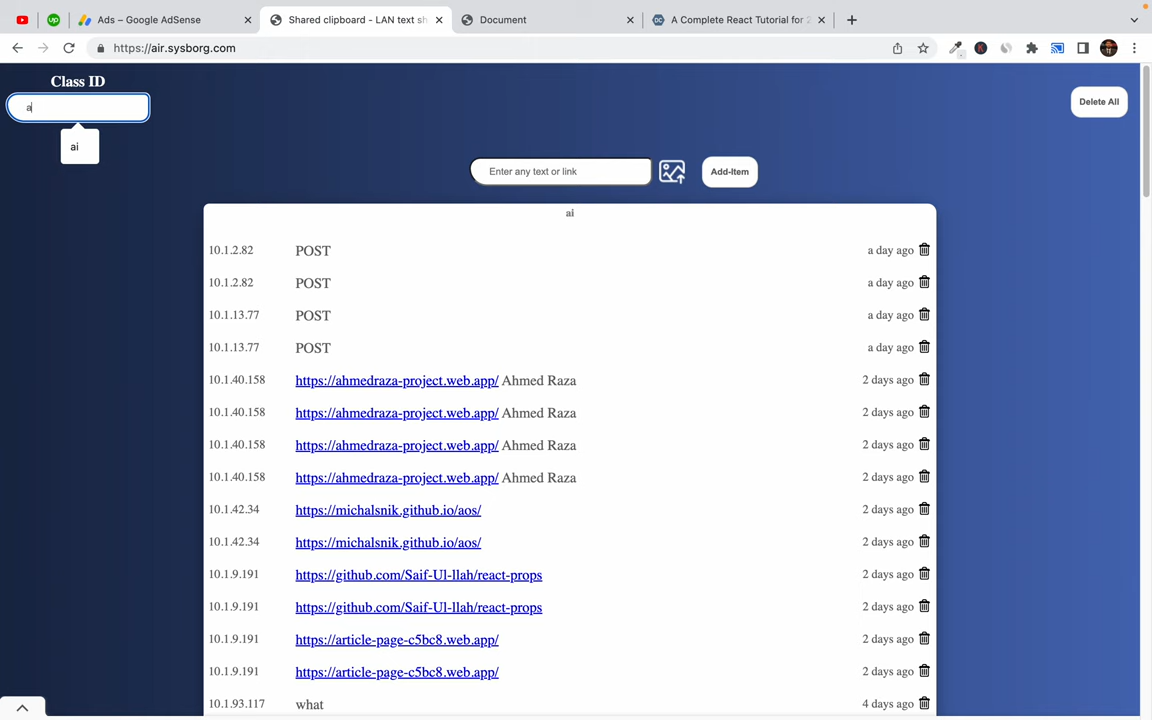 Ads – Google AdSense
Shared clipboard - LAN text sh
Document
A Complete React Tutorial for 2
https://air.sysborg.com
Class ID
a
Delete All
ai
Enter any text or link
Add-Item
ai
10.1.2.82 POST a day ago
10.1.2.82 POST a day ago
10.1.13.77 POST a day ago
10.1.13.77 POST a day ago
10.1.40.158 https://ahmedraza-project.web.app/ Ahmed Raza 2 days ago
10.1.40.158 https://ahmedraza-project.web.app/ Ahmed Raza 2 days ago
10.1.40.158 https://ahmedraza-project.web.app/ Ahmed Raza 2 days ago
10.1.40.158 https://ahmedraza-project.web.app/ Ahmed Raza 2 days ago
10.1.42.34 https://michalsnik.github.io/aos/ 2 days ago
10.1.42.34 https://michalsnik.github.io/aos/ 2 days ago
10.1.9.191 https://github.com/Saif-Ul-llah/react-props 2 days ago
10.1.9.191 https://github.com/Saif-Ul-llah/react-props 2 days ago
10.1.9.191 https://article-page-c5bc8.web.app/ 2 days ago
10.1.9.191 https://article-page-c5bc8.web.app/ 2 days ago
10.1.93.117 what 4 days ago